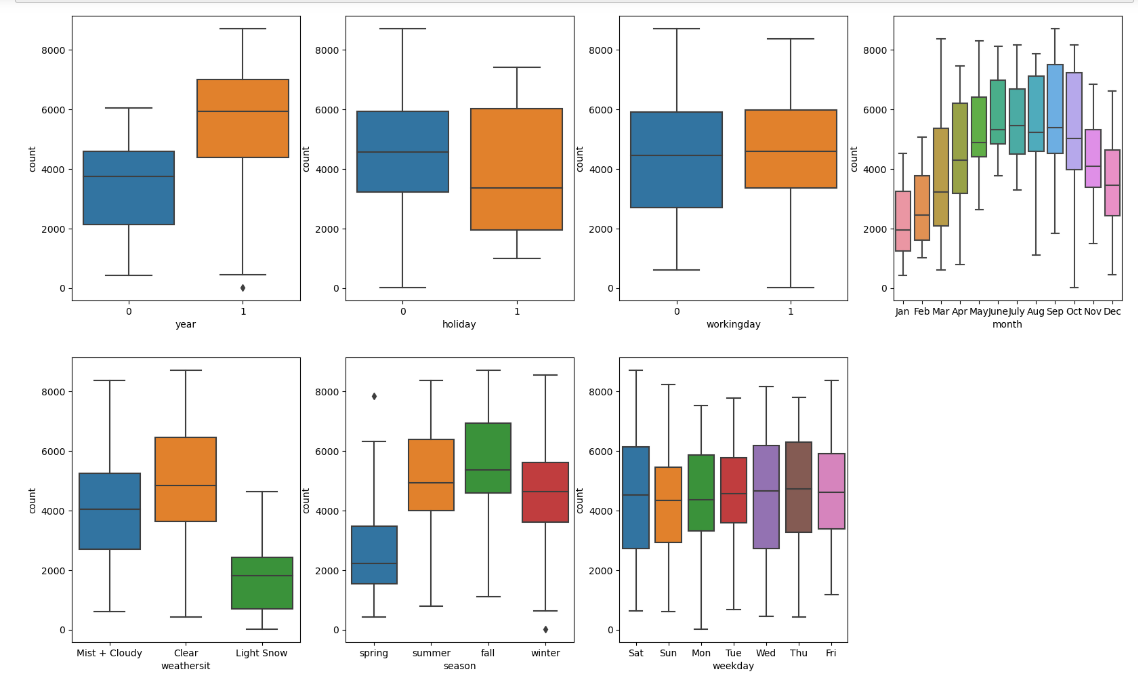 8000
6000
4000
2000
0
count
0 1
year
8000
6000
4000
2000
0
count
0 1
holiday
8000
6000
4000
2000
0
count
0 1
workingday
8000
6000
4000
2000
0
count
Jan Feb Mar Apr May June July Aug Sep Oct Nov Dec
month
8000
6000
4000
2000
0
count
Mist + Cloudy Clear Light Snow
weathersit
8000
6000
4000
2000
0
count
spring summer fall winter
season
8000
6000
4000
2000
0
count
Sat Sun Mon Tue Wed Thu Fri
weekday